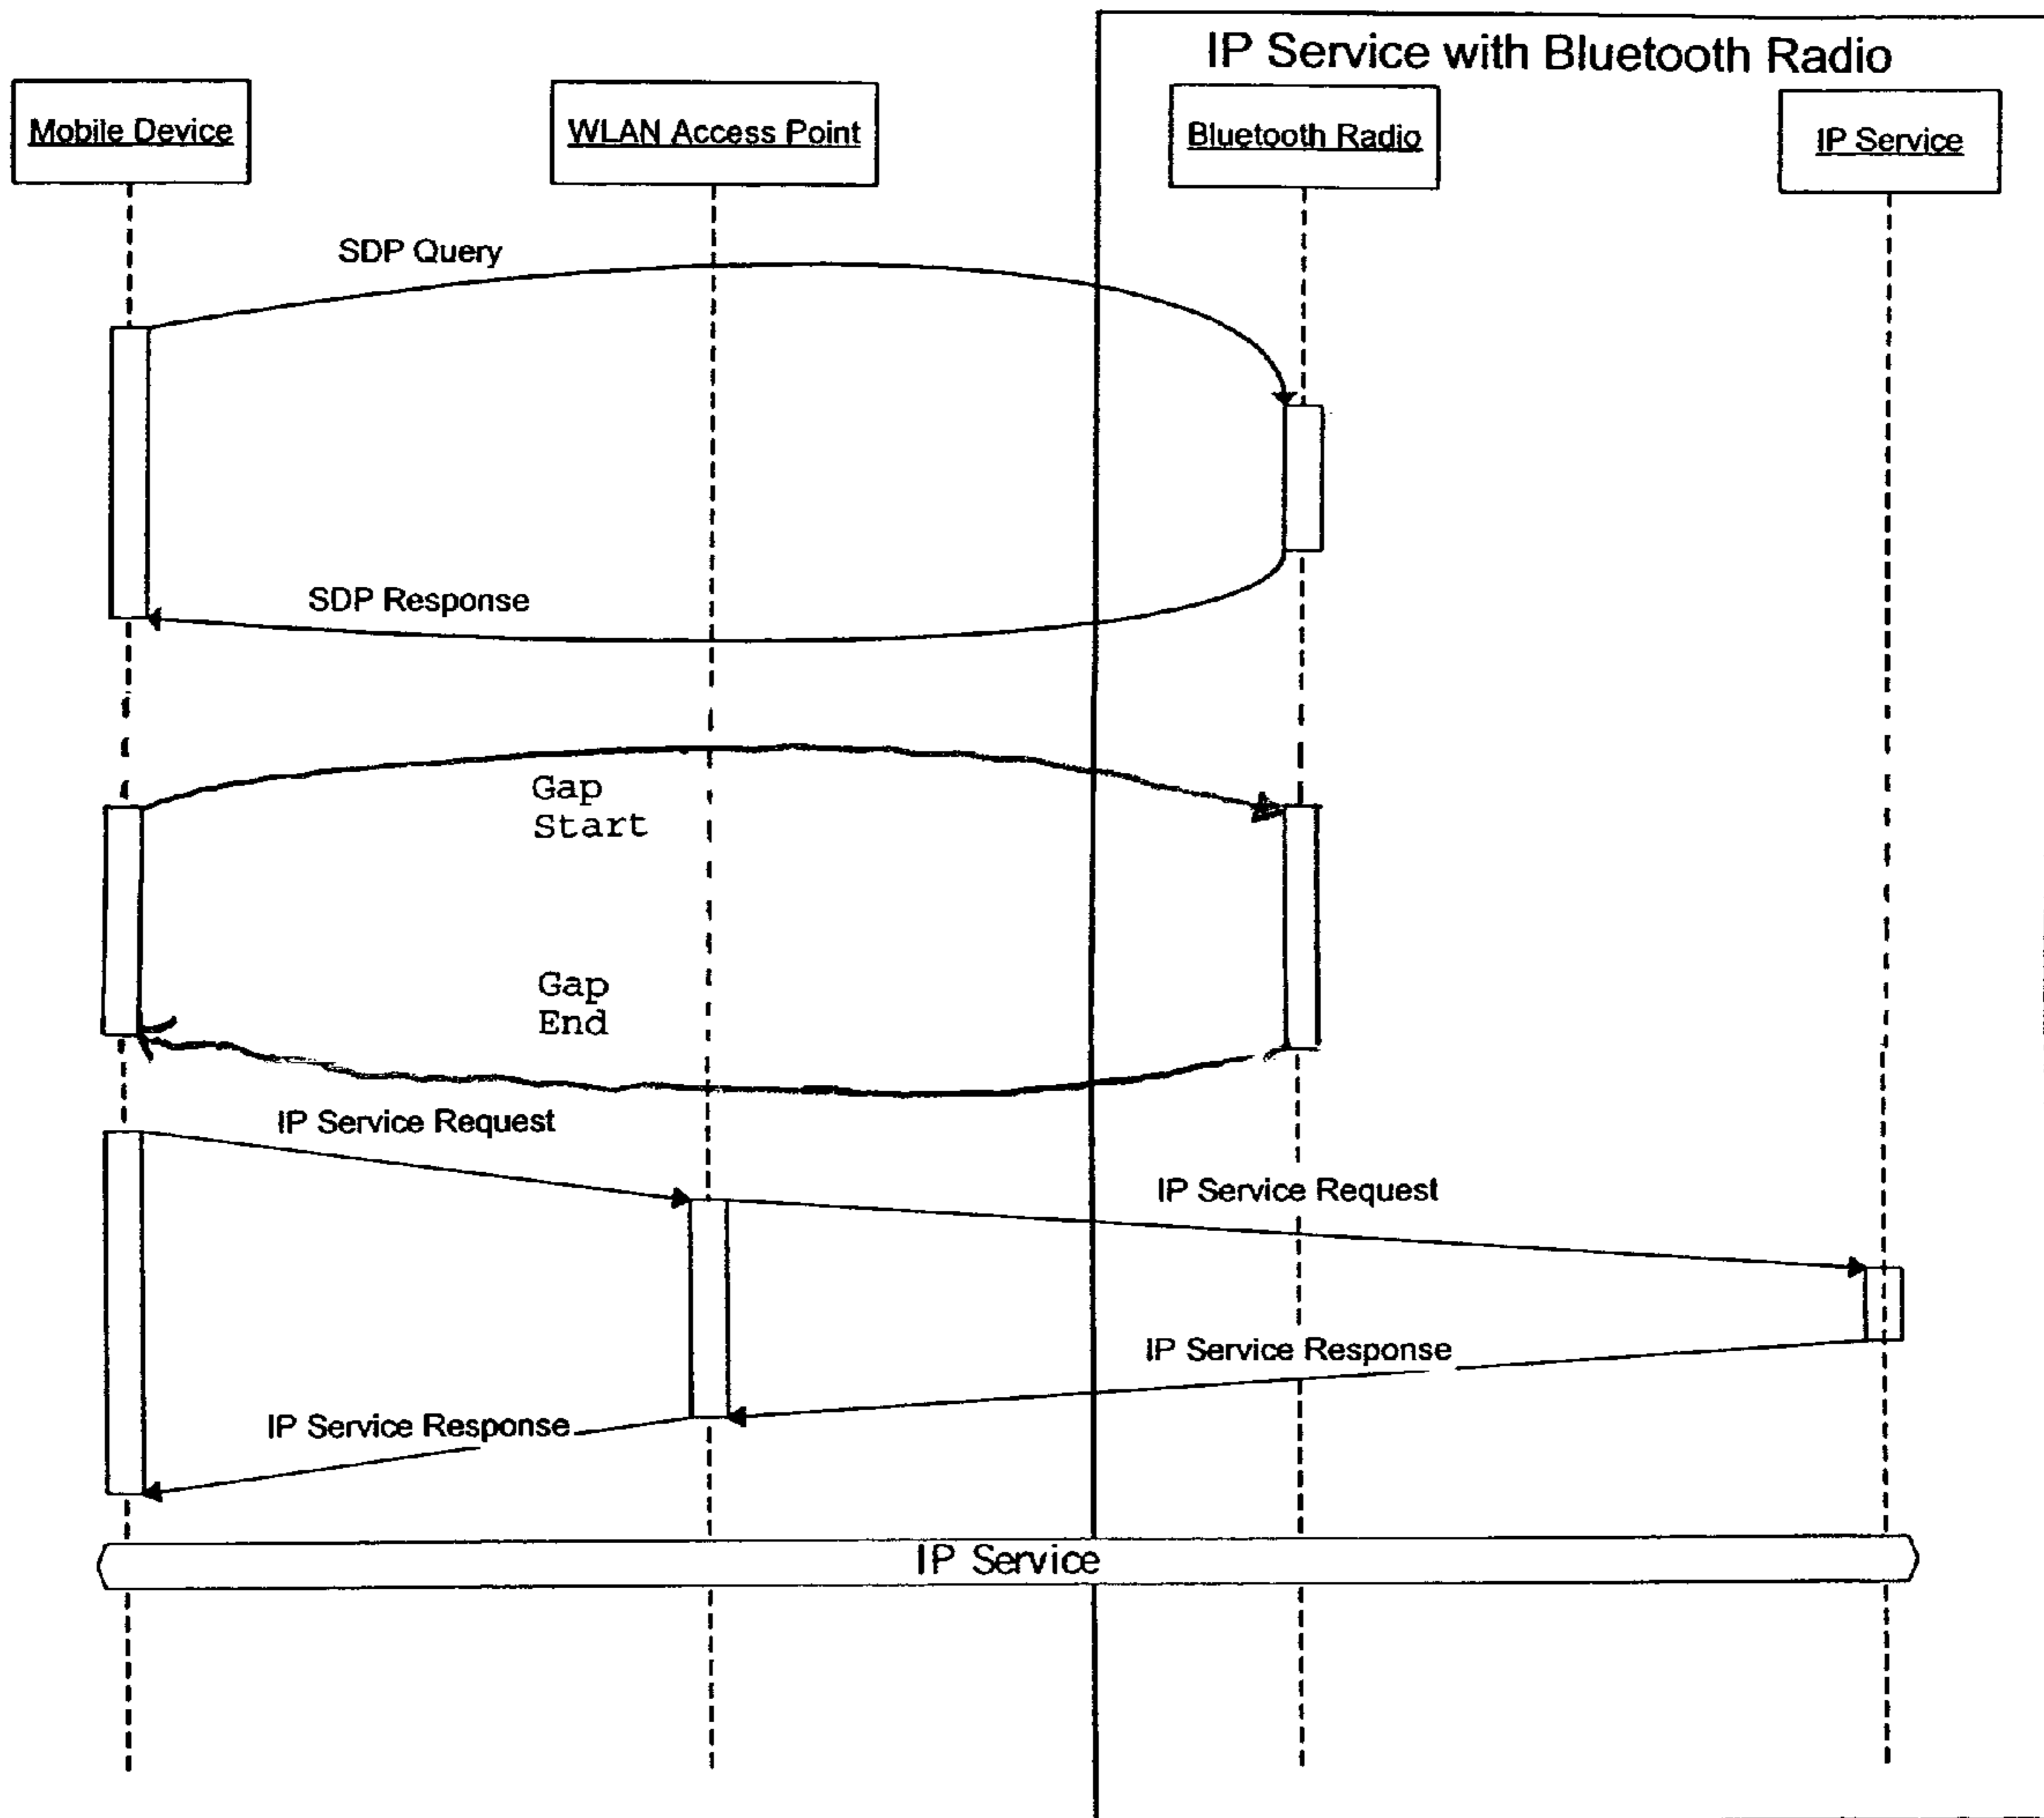 IP Service with Bluetooth Radio
Mobile Device
WLAN Access Point
Bluetooth Radio
IP Service
SDP Query
SDP Response
Gap
Start
Gap
End
IP Service Request
IP Service Request
IP Service Response
IP Service Response
IP Service